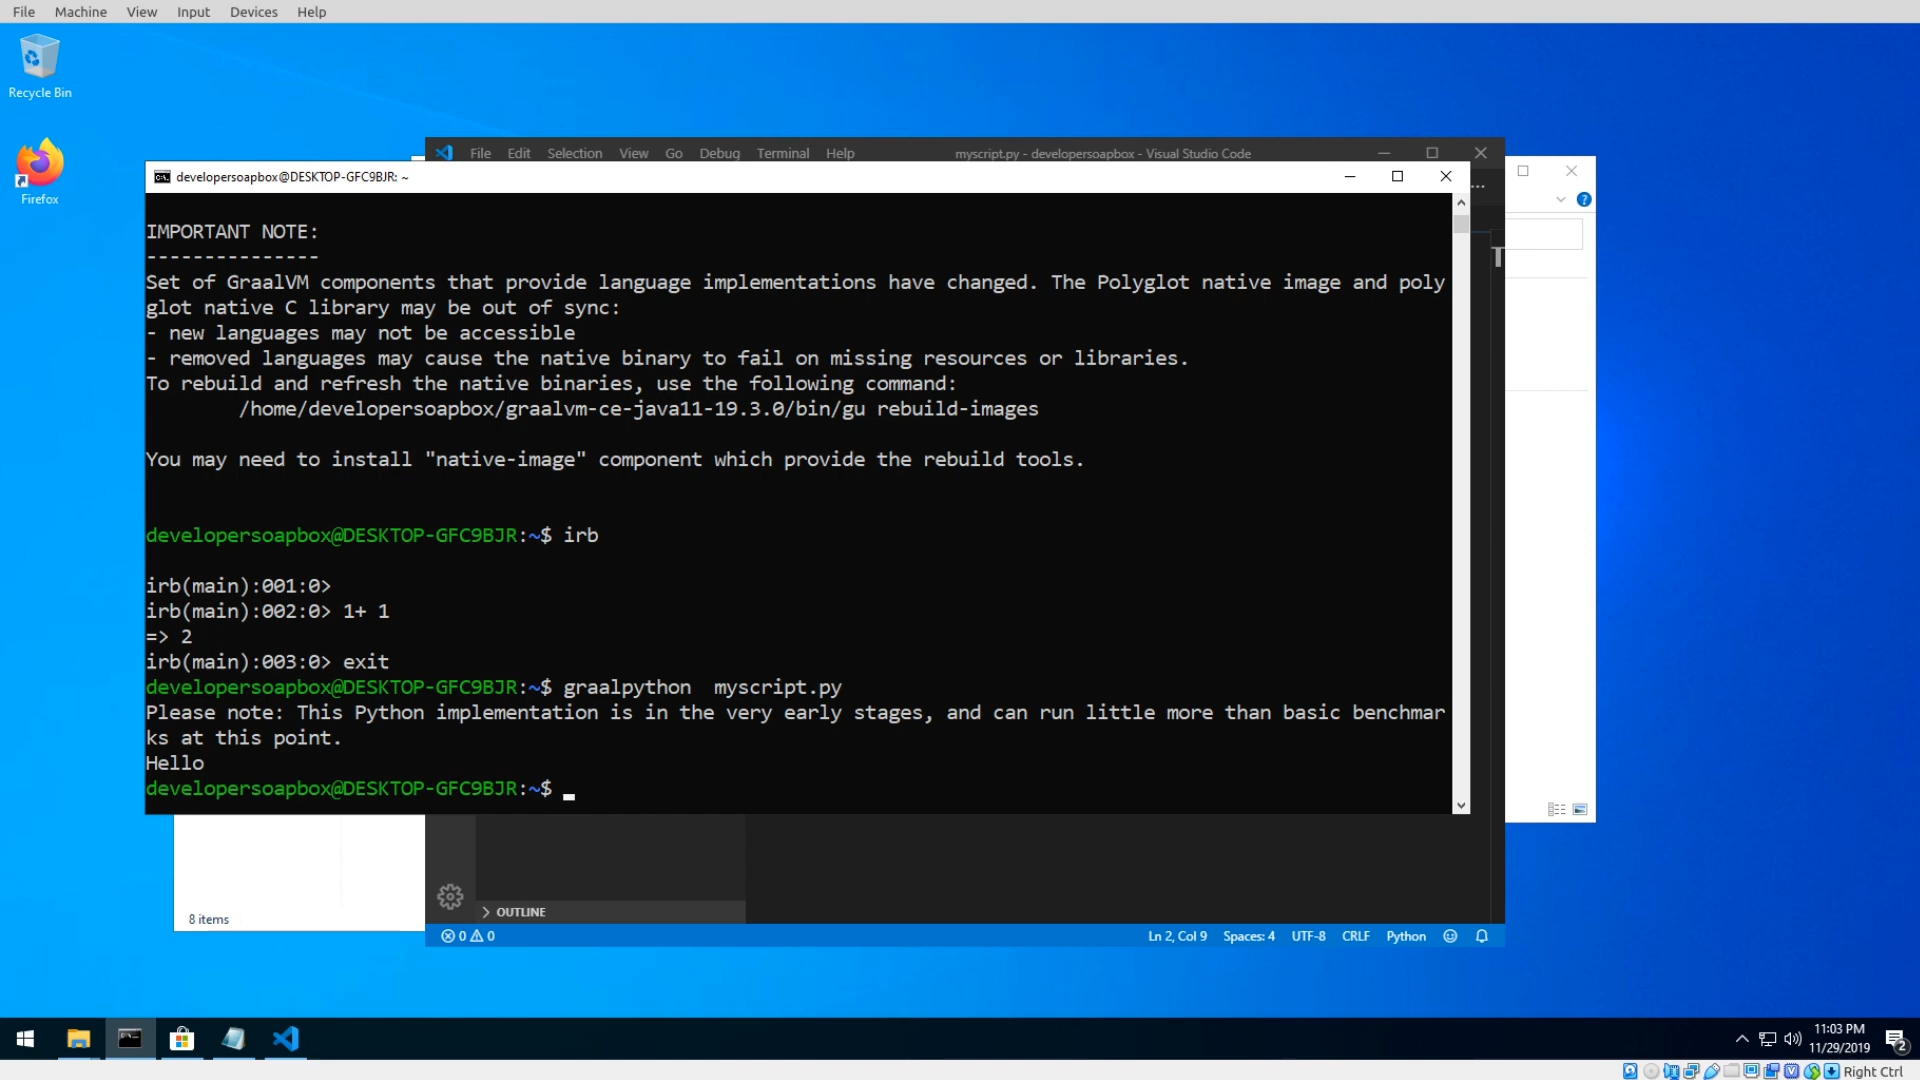 File Machine View Input Devices Help
Recycle Bin
Firefox
File Edit Selection View Go Debug Terminal Help myscript.py - developersoapbox - Visual Studio Code
developersoapbox@DESKTOP-GFC9BJR: ~
IMPORTANT NOTE:
---------------
Set of GraalVM components that provide language implementations have changed. The Polyglot native image and poly
glot native C library may be out of sync:
- new languages may not be accessible
- removed languages may cause the native binary to fail on missing resources or libraries.
To rebuild and refresh the native binaries, use the following command:
/home/developersoapbox/graalvm-ce-java11-19.3.0/bin/gu rebuild-images
You may need to install "native-image" component which provide the rebuild tools.
developersoapbox@DESKTOP-GFC9BJR:~$ irb
irb(main):001:0>
irb(main):002:0> 1+ 1
=> 2
irb(main):003:0> exit
developersoapbox@DESKTOP-GFC9BJR:~$ graalpython  myscript.py
Please note: This Python implementation is in the very early stages, and can run little more than basic benchmar
ks at this point.
Hello
developersoapbox@DESKTOP-GFC9BJR:~$
OUTLINE
8 items
0 0 Ln 2, Col 9 Spaces: 4 UTF-8 CRLF Python
11:03 PM
11/29/2019
2
Right Ctrl